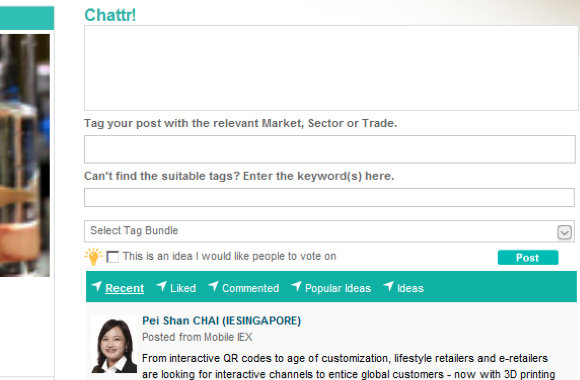 Chattr!
Tag your post with the relevant Market, Sector or Trade.
Can't find the suitable tags? Enter the keyword(s) here.
Select Tag Bundle
This is an idea I would like people to vote on
Post
Recent Liked Commented Popular Ideas Ideas
Pei Shan CHAI (IESINGAPORE)
Posted from Mobile IEX
From interactive QR codes to age of customization, lifestyle retailers and e-retailers
are looking for interactive channels to entice global customers - now with 3D printing